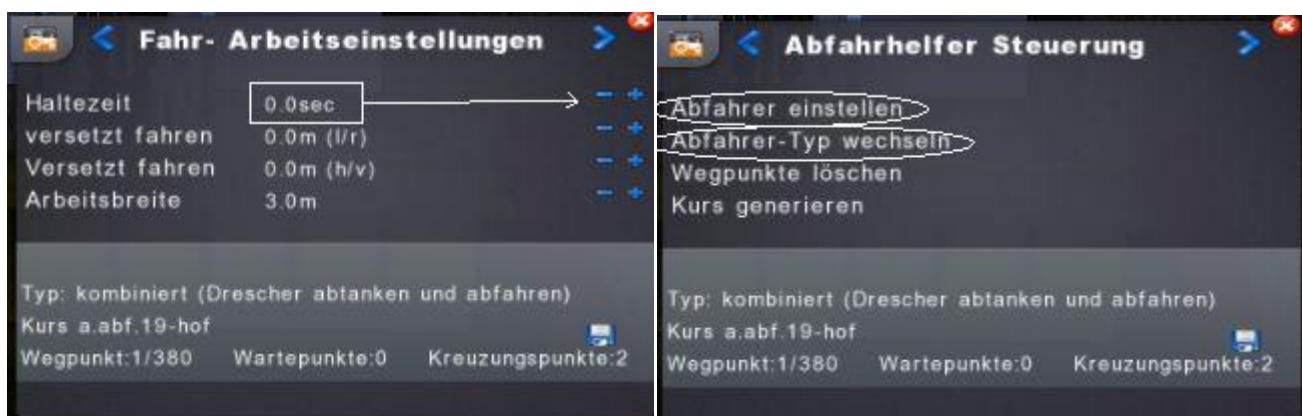 Fahr- Arbeitseinstellungen
Haltezeit 0.0sec
versetzt fahren 0.0m (l/r)
Versetzt fahren 0.0m (h/v)
Arbeitsbreite 3.0m
Typ: kombiniert (Drescher abtanken und abfahren)
Kurs a.abf.19-hof
Wegpunkt:1/380 Wartepunkte:0 Kreuzungspunkte:2
Abfahrhelfer Steuerung
Abfahrer einstellen
Abfahrer-Typ wechseln
Wegpunkte löschen
Kurs generieren
Typ: kombiniert (Drescher abtanken und abfahren)
Kurs a.abf.19-hof
Wegpunkt:1/380 Wartepunkte:0 Kreuzungspunkte:2